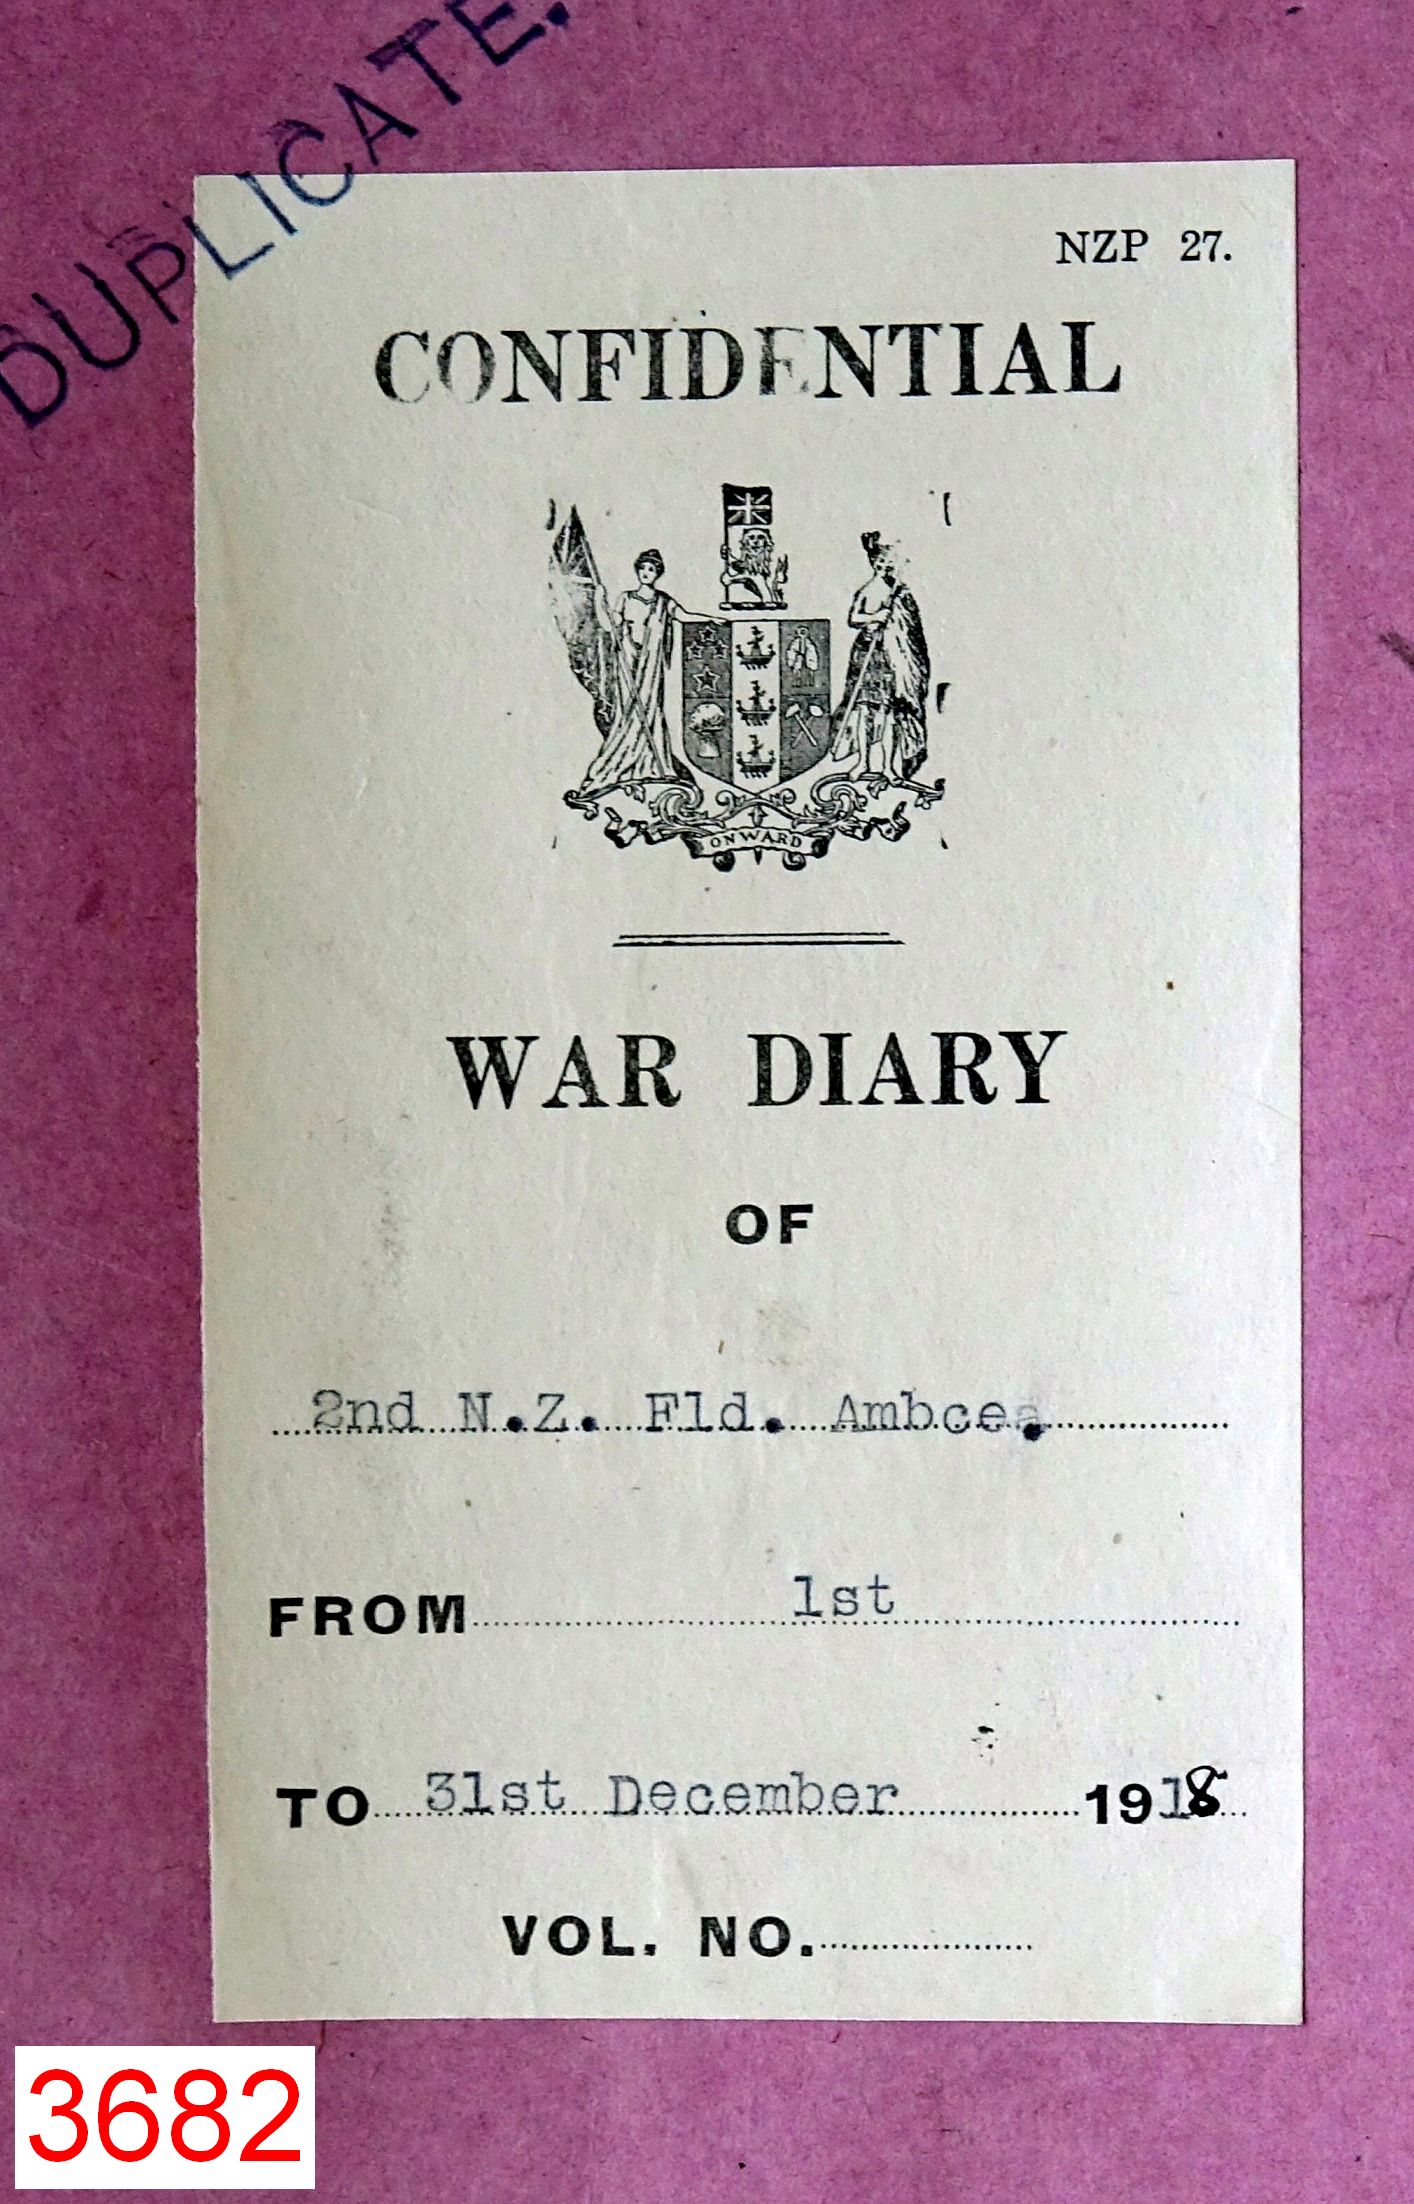 DUPLICATE.
NZP 27.
CONFIDENTIAL
ONWARD
WAR DIARY
OF
2nd N.Z. Fld. Ambce.
FROM 1st
TO 31st December 1918
VOL. NO.
3682